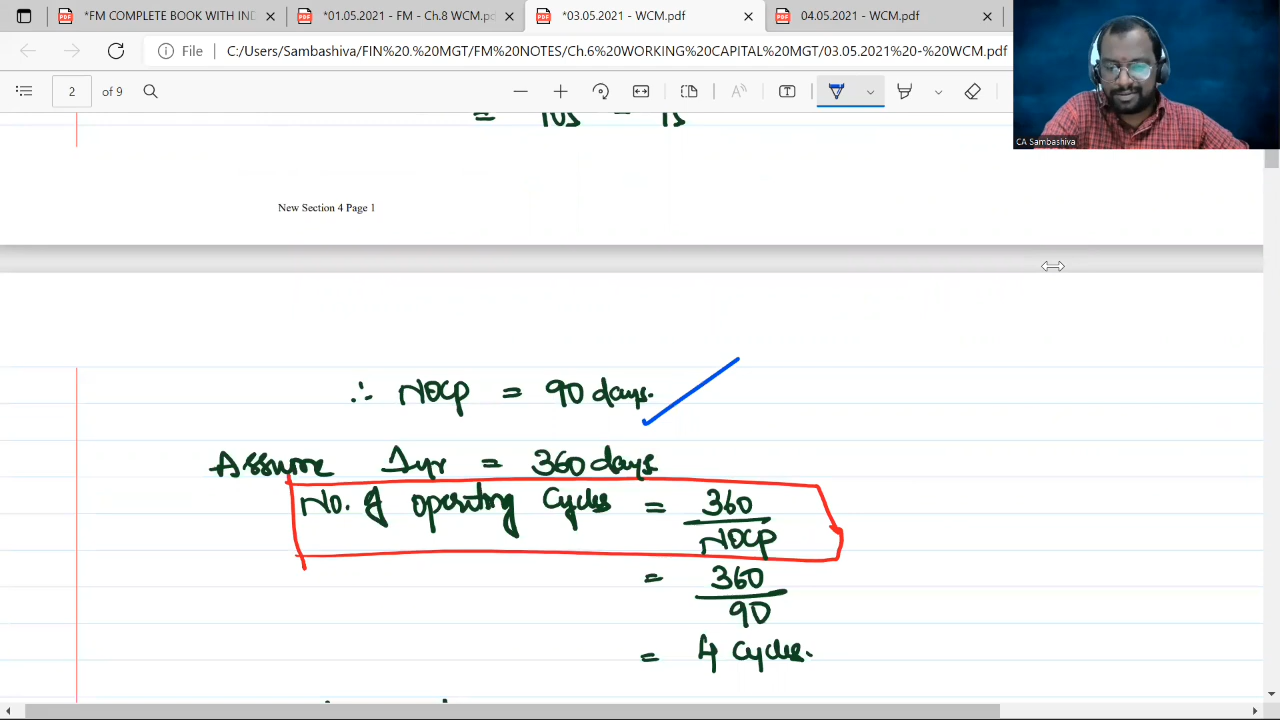 *FM COMPLETE BOOK WITH IND
*01.05.2021 - FM - Ch.8 WCM.pd
*03.05.2021 - WCM.pdf
04.05.2021 - WCM.pdf
File C:/Users/Sambashiva/FIN%20.%20MGT/FM%20NOTES/Ch.6%20WORKING%20CAPITAL%20MGT/03.05.2021%20-%20WCM.pdf
2 of 9
CA Sambashiva
New Section 4 Page 1
∴ NOCP = 90 days.
Assume 1yr = 360 days
No. of operating Cycles = 360
NOCP
= 360
90
= 4 Cycles.